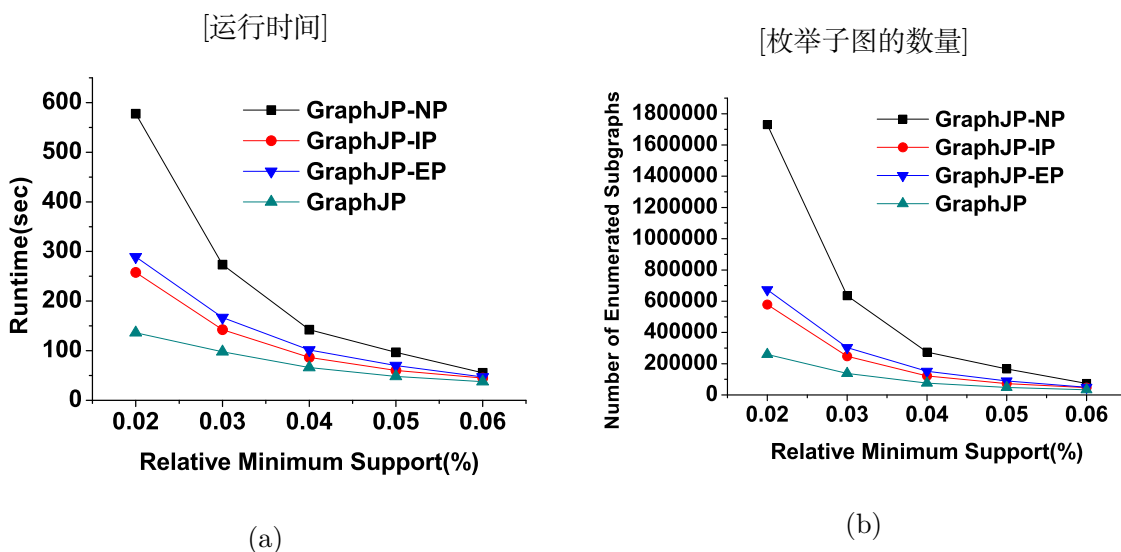 [运行时间]
600
500
400
300
200
100
0
Runtime(sec)
GraphJP-NP
GraphJP-IP
GraphJP-EP
GraphJP
0.02 0.03 0.04 0.05 0.06
Relative Minimum Support(%)
(a)
[枚举子图的数量]
1800000
1600000
1400000
1200000
1000000
800000
600000
400000
200000
0
Number of Enumerated Subgraphs
GraphJP-NP
GraphJP-IP
GraphJP-EP
GraphJP
0.02 0.03 0.04 0.05 0.06
Relative Minimum Support(%)
(b)